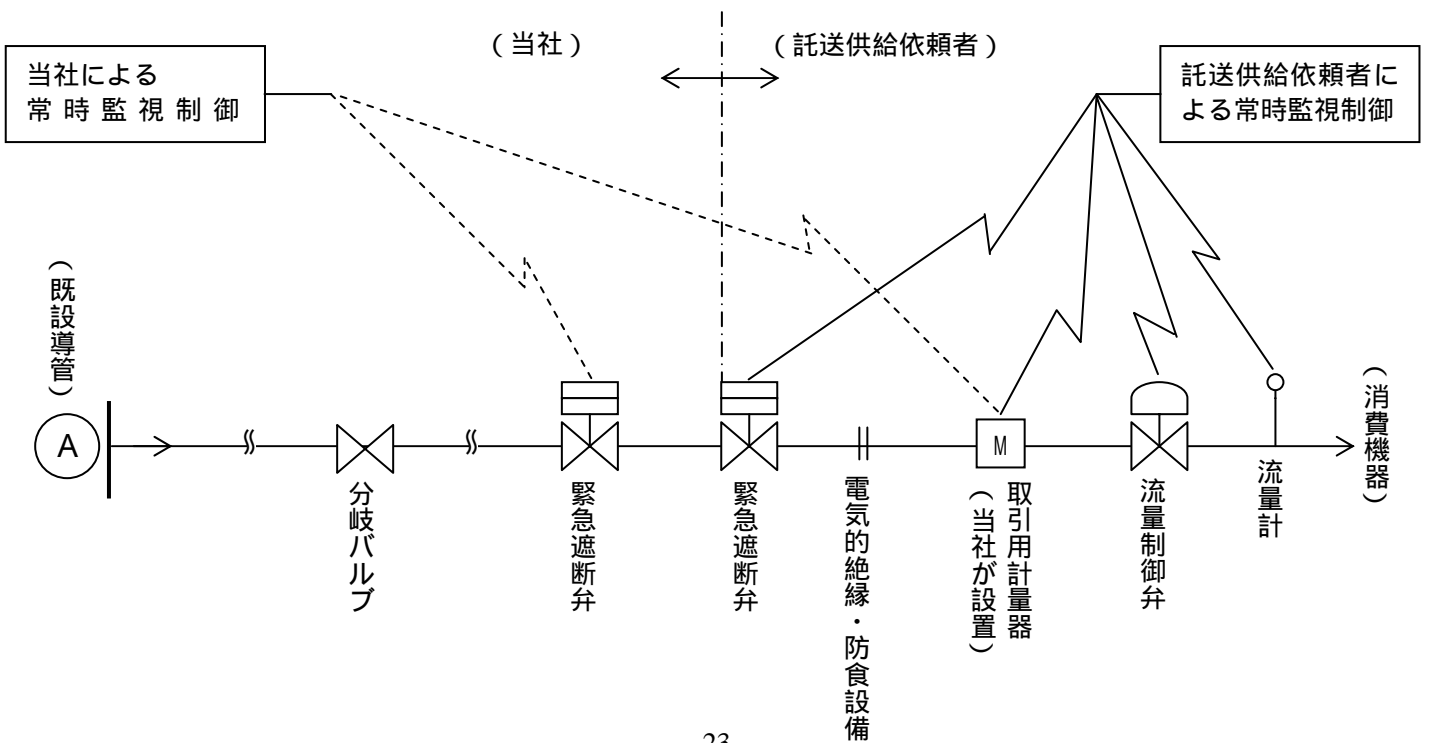 (当社)
(託送供給依頼者)
当社による
常時監視制御
託送供給依頼者に
よる常時監視制御
(既設導管)
A
分岐バルブ
緊急遮断弁
緊急遮断弁
電気的絶縁・防食設備
M
取引用計量器
(当社が設置)
流量制御弁
流量計
(消費機器)
23